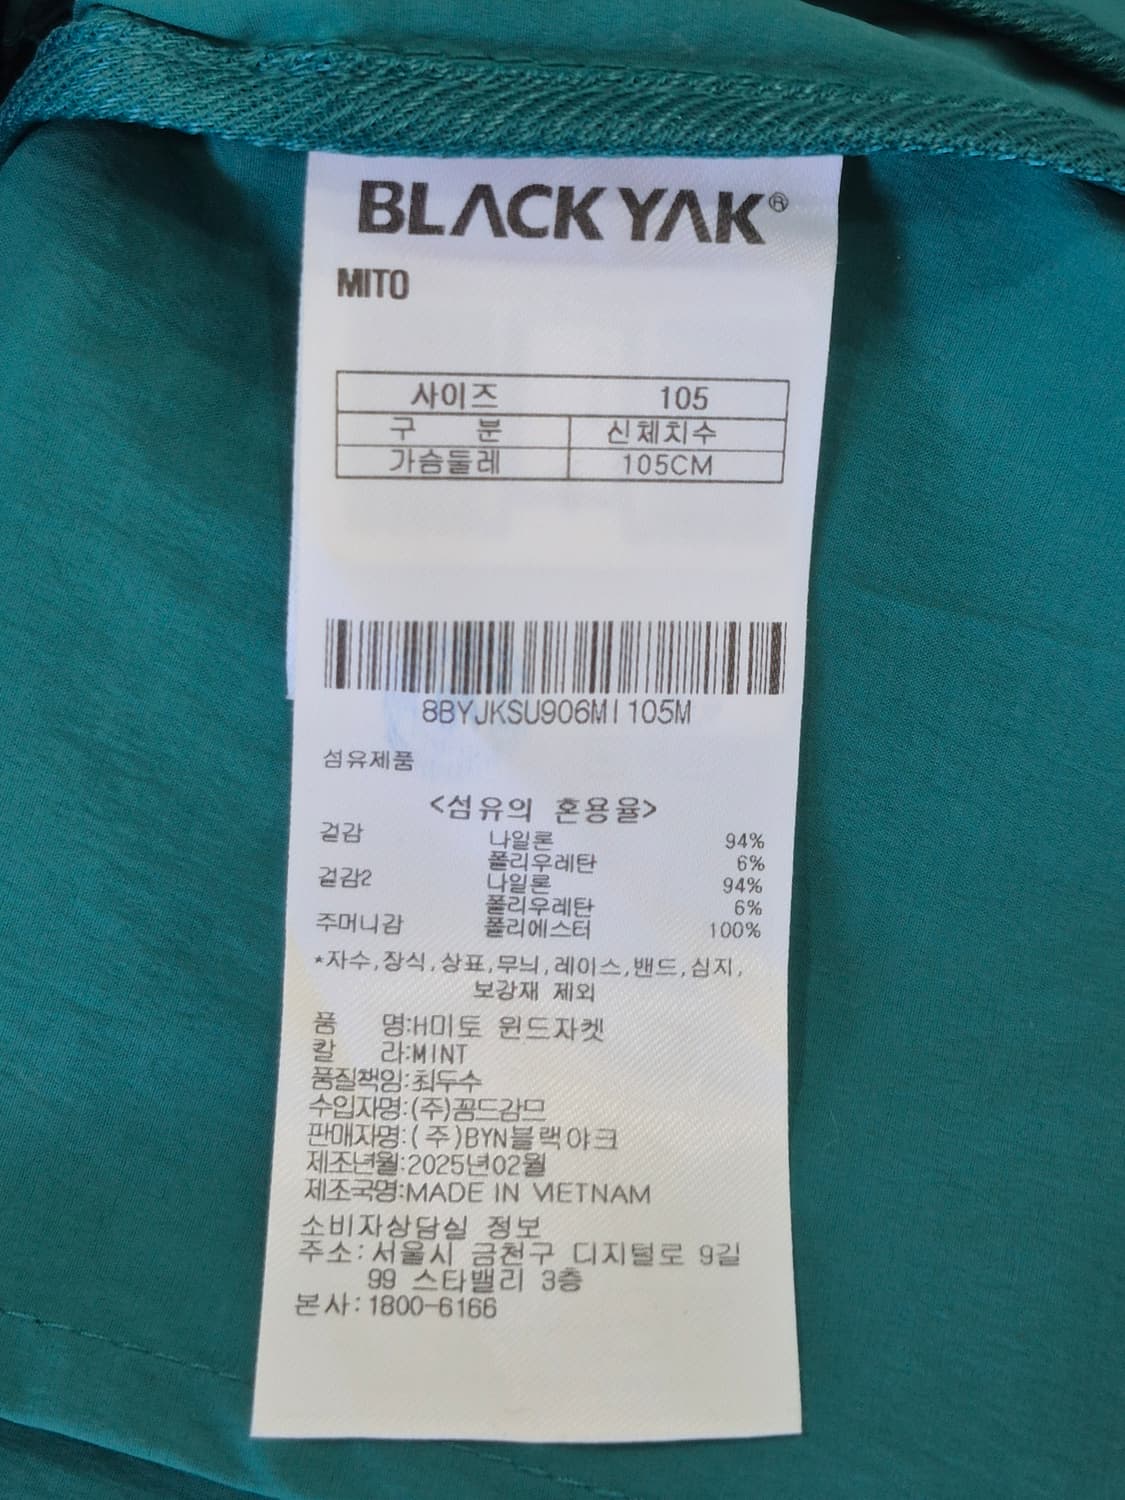 BLACK YAK®
MITO
사이즈 105
구 분 신체치수
가슴둘레 105CM
8BYJKSU906MI105M
섬유제품
<섬유의 혼용율>
겉감 나일론 94%
폴리우레탄 6%
겉감2 나일론 94%
폴리우레탄 6%
주머니감 폴리에스터 100%
*자수,장식,상표,무늬,레이스,밴드,심지,
보강재 제외
품 명:H미토 윈드자켓
칼 라:MINT
품질책임:최두수
수입자명:(주)꼼드감므
판매자명:(주)BYN블랙야크
제조년월:2025년02월
제조국명:MADE IN VIETNAM
소비자상담실 정보
주소:서울시 금천구 디지털로 9길
99 스타밸리 3층
본사:1800-6166